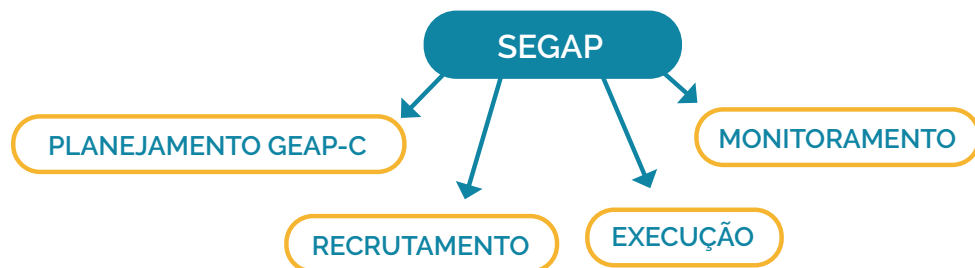 SEGAP
PLANEJAMENTO GEAP-C
MONITORAMENTO
RECRUTAMENTO
EXECUÇÃO